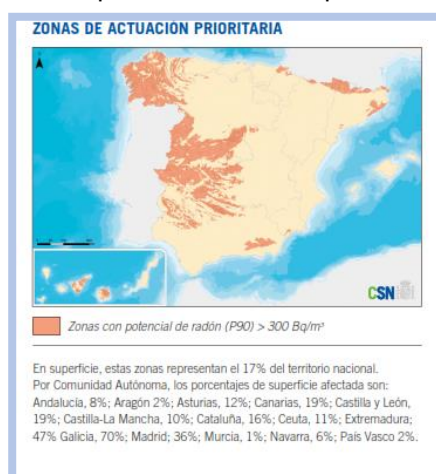 ZONAS DE ACTUACIÓN PRIORITARIA
CSN
Zonas con potencial de radón (P90) > 300 Bq/m³
En superficie, estas zonas representan el 17% del territorio nacional.
Por Comunidad Autónoma, los porcentajes de superficie afectada son:
Andalucía, 8%; Aragón 2%; Asturias, 12%; Canarias, 19%; Castilla y León,
19%; Castilla-La Mancha, 10%; Cataluña, 16%; Ceuta, 11%; Extremadura;
47% Galicia, 70%; Madrid; 36%; Murcia, 1%; Navarra, 6%; País Vasco 2%.